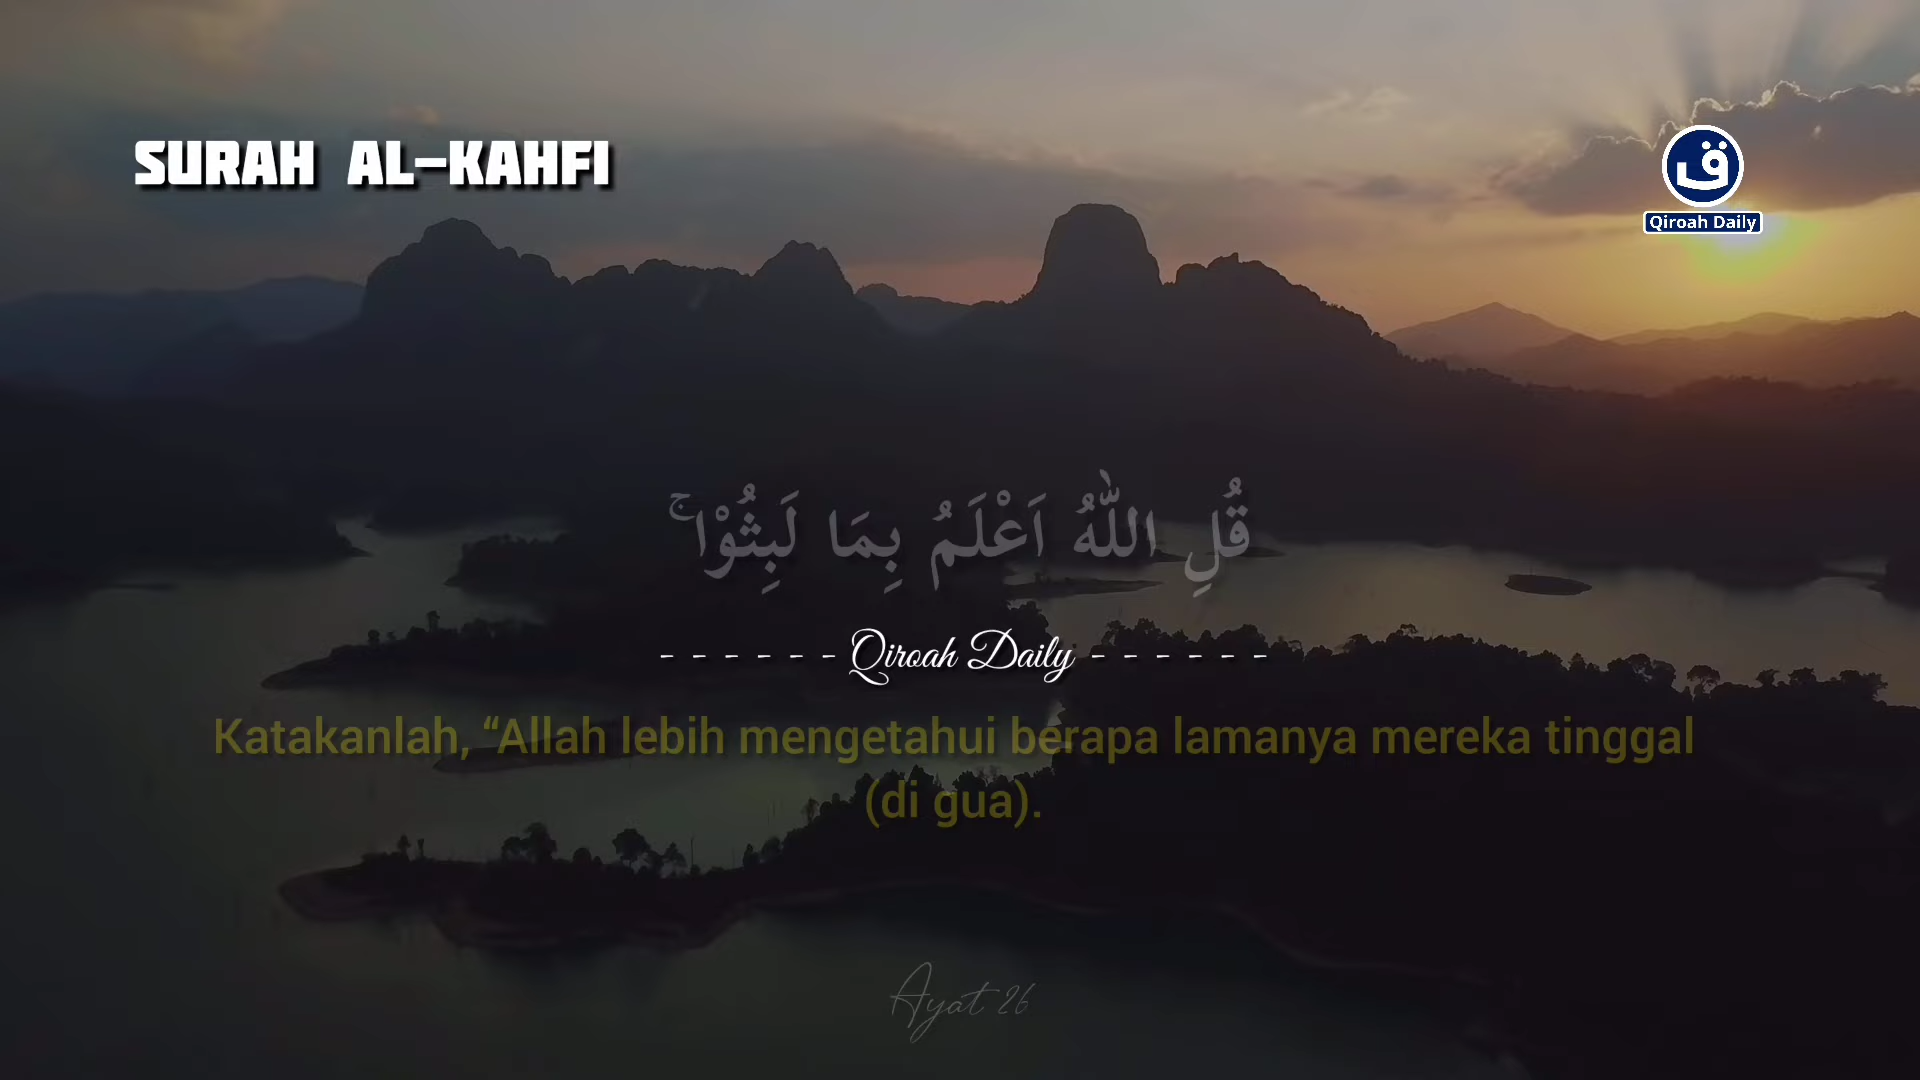 SURAH AL-KAHFI
ق
Qiroah Daily
قُلِ اللّٰهُ اَعْلَمُ بِمَا لَبِثُوْا ۚ
- - - - - - Qiroah Daily - - - - - -
Katakanlah, “Allah lebih mengetahui berapa lamanya mereka tinggal
(di gua).
Ayat 26